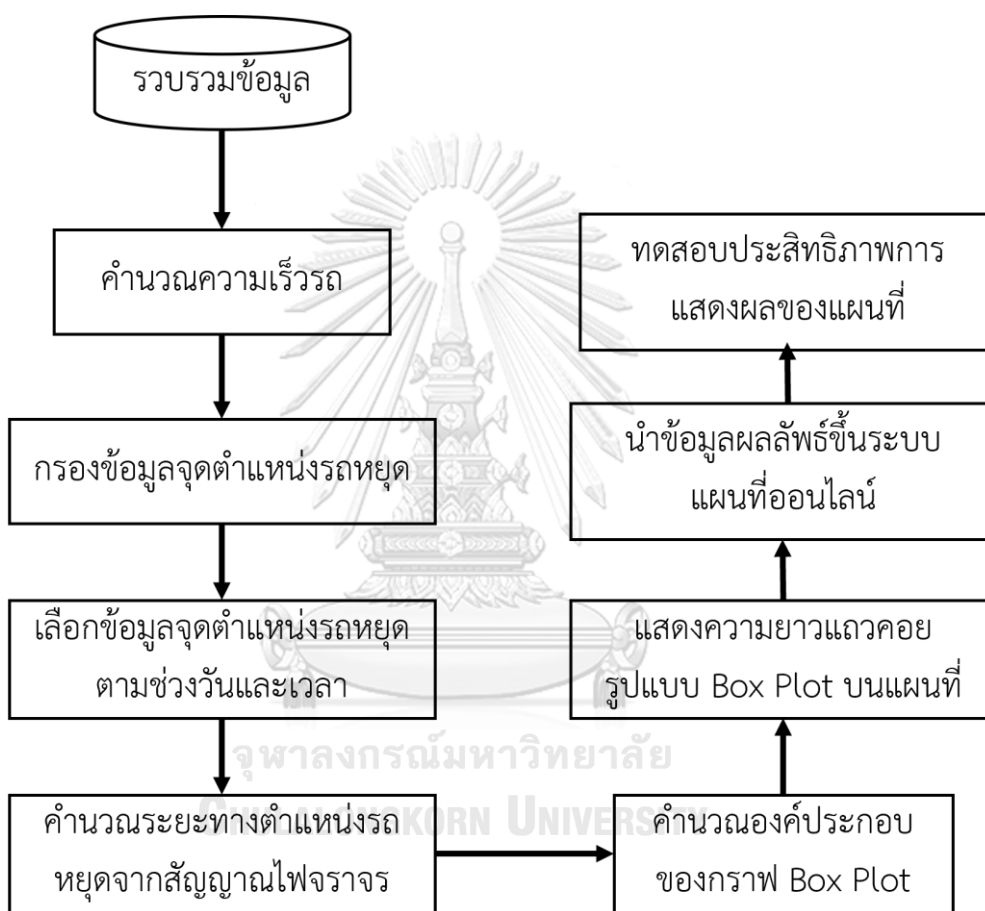 รวบรวมข้อมูล
คำนวณความเร็วรถ
กรองข้อมูลจุดตำแหน่งรถหยุด
เลือกข้อมูลจุดตำแหน่งรถหยุด
ตามช่วงวันและเวลา
คำนวณระยะทางตำแหน่งรถ
หยุดจากสัญญาณไฟจราจร
คำนวณองค์ประกอบ
ของกราฟ Box Plot
แสดงความยาวแถวคอย
รูปแบบ Box Plot บนแผนที่
นำข้อมูลผลลัพธ์ขึ้นระบบ
แผนที่ออนไลน์
ทดสอบประสิทธิภาพการ
แสดงผลของแผนที่
จุฬาลงกรณ์มหาวิทยาลัย
CHULALONGKORN UNIVERSITY